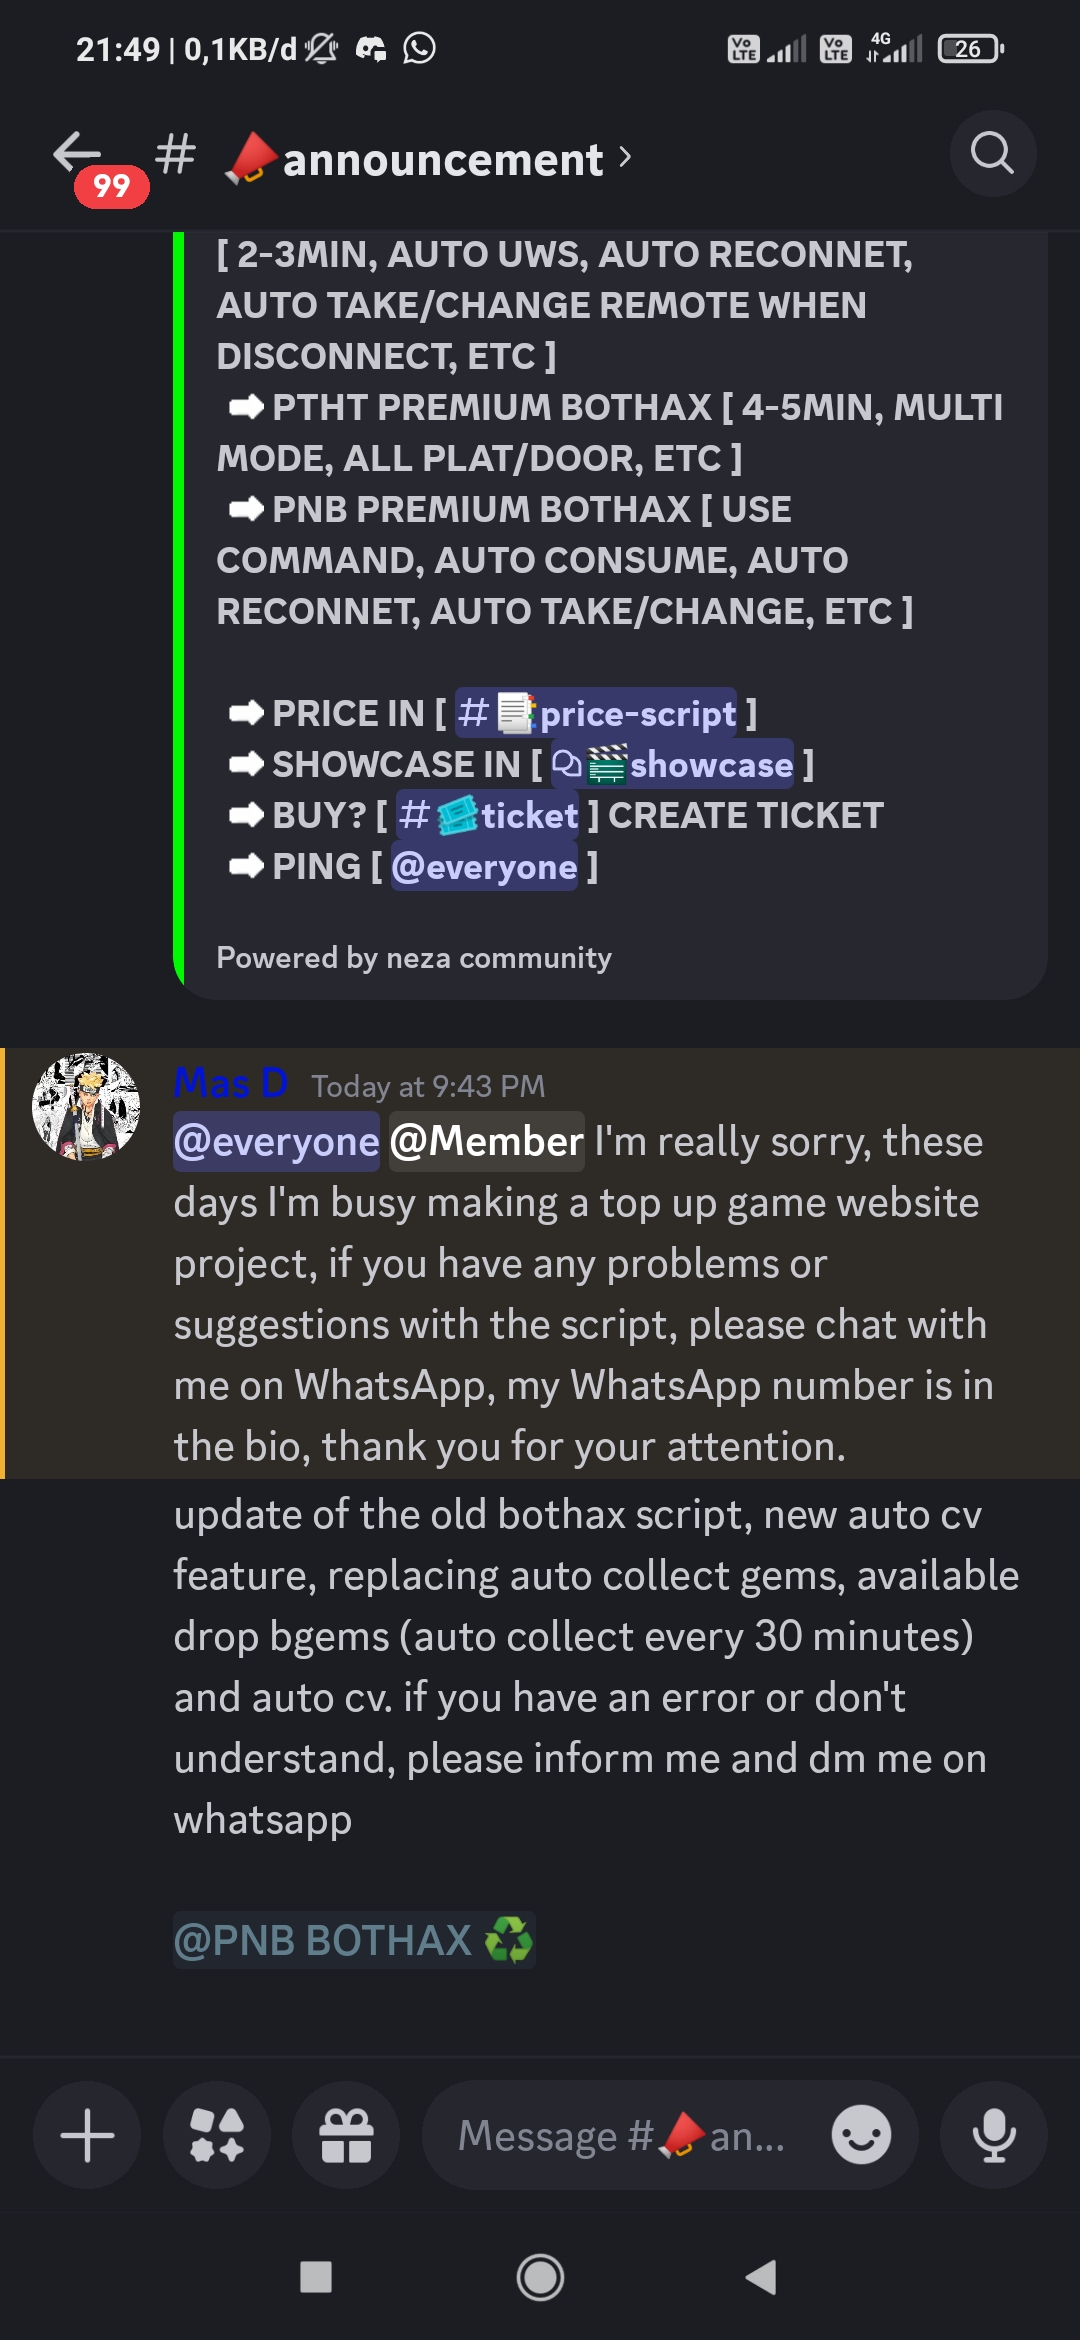 21:49 | 0,1KB/d
Vo LTE Vo LTE 4G 26
99
# 📣announcement ›
[ 2-3MIN, AUTO UWS, AUTO RECONNET,
AUTO TAKE/CHANGE REMOTE WHEN
DISCONNECT, ETC ]
➡ PTHT PREMIUM BOTHAX [ 4-5MIN, MULTI
MODE, ALL PLAT/DOOR, ETC ]
➡ PNB PREMIUM BOTHAX [ USE
COMMAND, AUTO CONSUME, AUTO
RECONNET, AUTO TAKE/CHANGE, ETC ]
➡ PRICE IN [ #📑price-script ]
➡ SHOWCASE IN [ 🎬showcase ]
➡ BUY? [ #🎫ticket ] CREATE TICKET
➡ PING [ @everyone ]
Powered by neza community
Mas D Today at 9:43 PM
@everyone @Member I'm really sorry, these
days I'm busy making a top up game website
project, if you have any problems or
suggestions with the script, please chat with
me on WhatsApp, my WhatsApp number is in
the bio, thank you for your attention.
update of the old bothax script, new auto cv
feature, replacing auto collect gems, available
drop bgems (auto collect every 30 minutes)
and auto cv. if you have an error or don't
understand, please inform me and dm me on
whatsapp
@PNB BOTHAX ♻
Message #📣an...